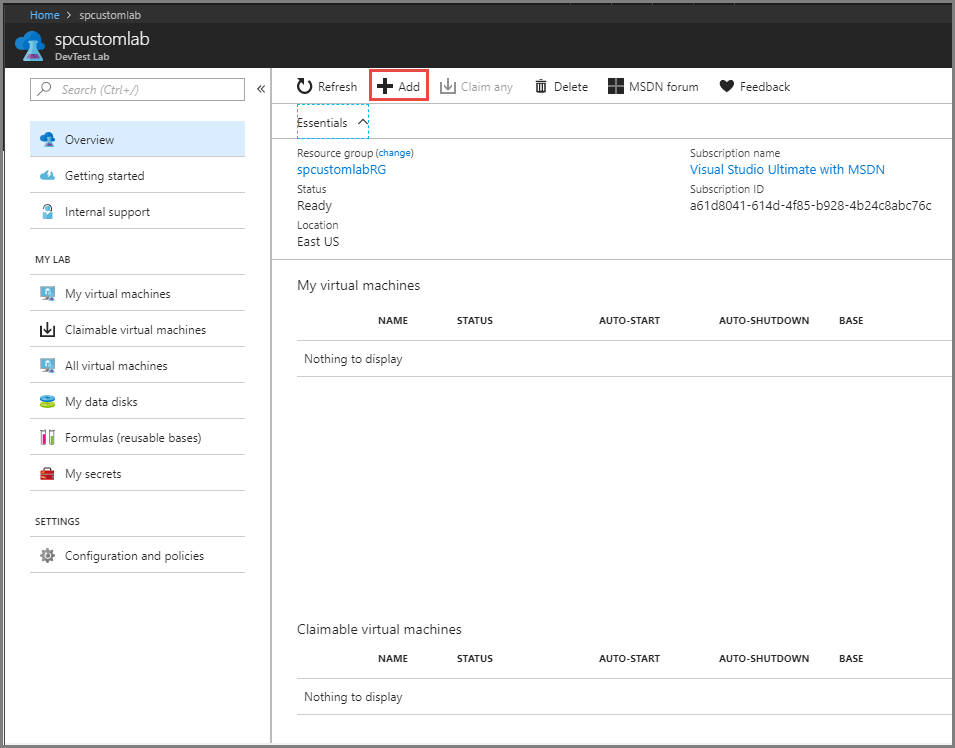 Home > spcustomlab
spcustomlab
DevTest Lab
Search (Ctrl+/)
«
Overview
Getting started
Internal support
MY LAB
My virtual machines
Claimable virtual machines
All virtual machines
My data disks
Formulas (reusable bases)
My secrets
SETTINGS
Configuration and policies
Refresh Add Claim any Delete MSDN forum Feedback
Essentials
Resource group (change)
spcustomlabRG
Status
Ready
Location
East US
Subscription name
Visual Studio Ultimate with MSDN
Subscription ID
a61d8041-614d-4f85-b928-4b24c8abc76c
My virtual machines
NAME STATUS AUTO-START AUTO-SHUTDOWN BASE
Nothing to display
Claimable virtual machines
NAME STATUS AUTO-START AUTO-SHUTDOWN BASE
Nothing to display